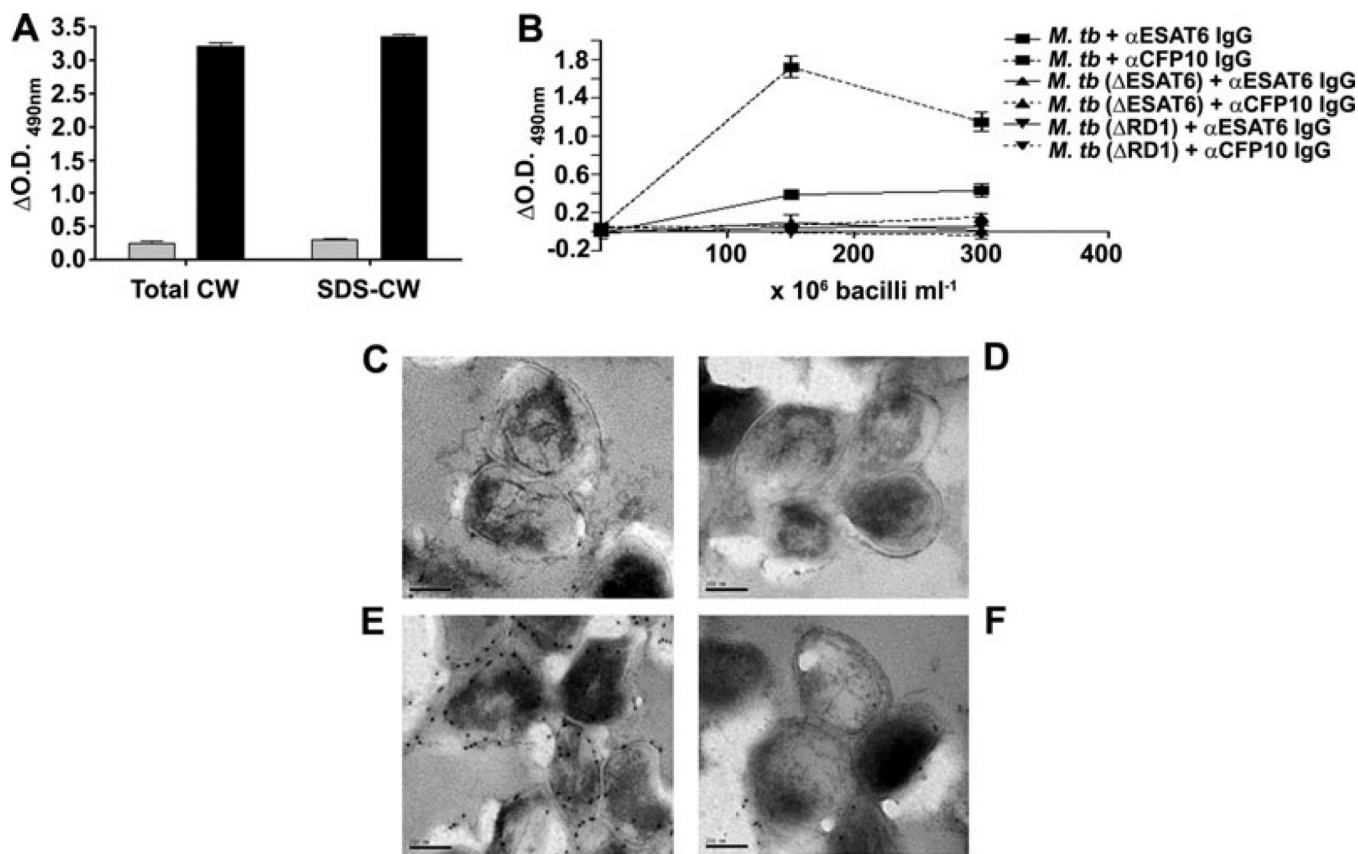 A
ΔO.D. 490nm
3.5
3.0
2.5
2.0
1.5
1.0
0.5
0.0
Total CW
SDS-CW
B
ΔO.D. 490nm
1.8
1.4
1.0
0.6
0.2
-0.2
100
200
300
400
x 10⁶ bacilli ml⁻¹
M. tb + αESAT6 IgG
M. tb + αCFP10 IgG
M. tb (ΔESAT6) + αESAT6 IgG
M. tb (ΔESAT6) + αCFP10 IgG
M. tb (ΔRD1) + αESAT6 IgG
M. tb (ΔRD1) + αCFP10 IgG
C
D
E
F